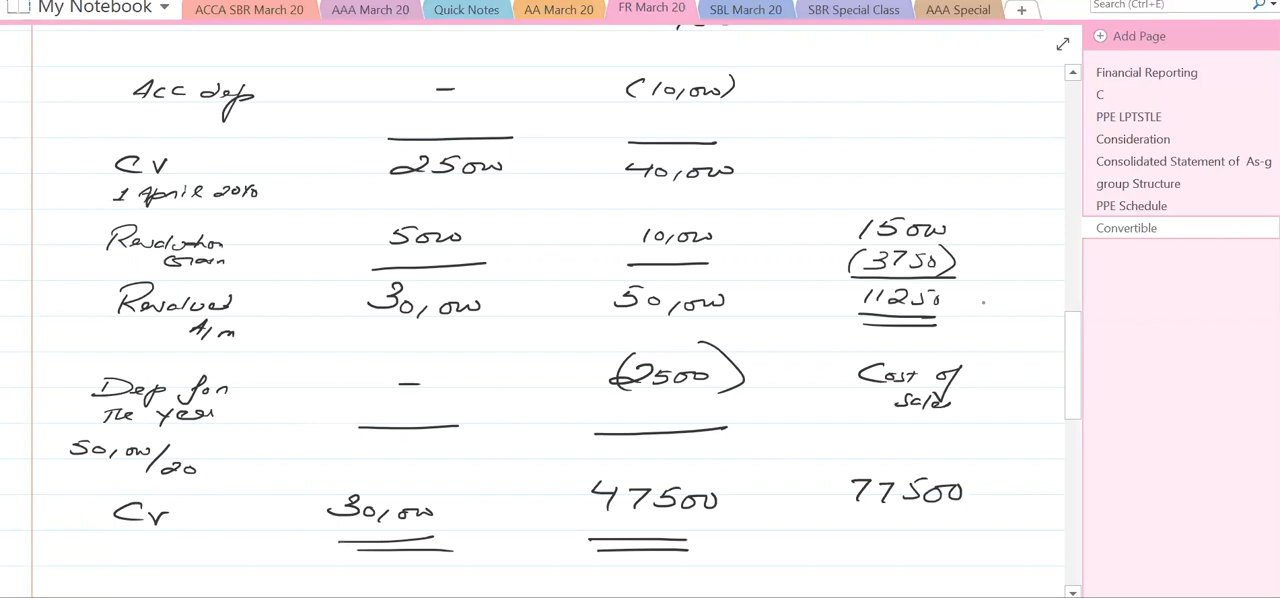 My Notebook
ACCA SBR March 20
AAA March 20
Quick Notes
AA March 20
FR March 20
SBL March 20
SBR Special Class
AAA Special
+
Search (Ctrl+E)
Add Page
Financial Reporting
C
PPE LPTSTLE
Consideration
Consolidated Statement of As-g
group Structure
PPE Schedule
Convertible
Acc dep - (10,000)
CV 25000 40,000
1 April 2010
Revaluation 5000 10,000 15000
Gain (3750)
Revalued 30,000 50,000 11250
A/m
Dep for - (2500) Cost of
The year sales
50,000/20
CV 30,000 47500 77500